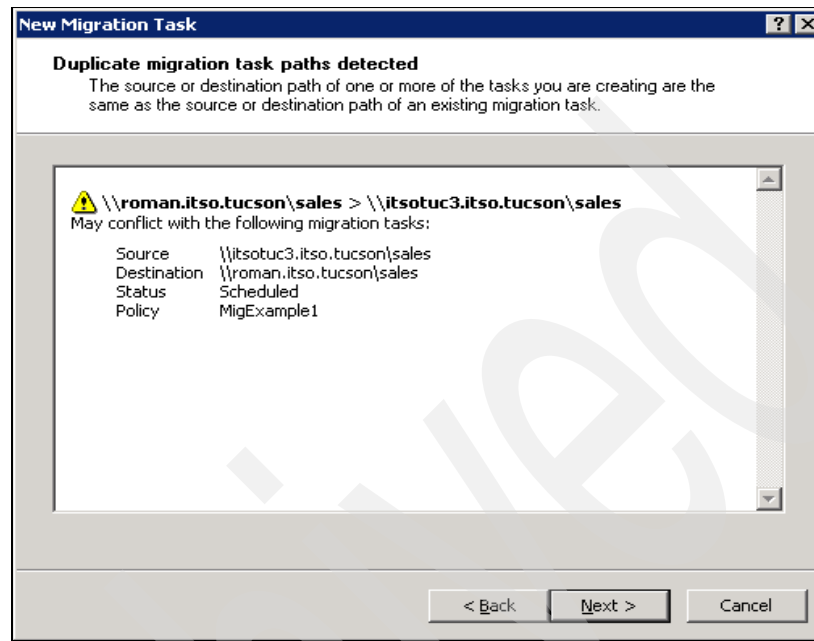 New Migration Task
Duplicate migration task paths detected
The source or destination path of one or more of the tasks you are creating are the
same as the source or destination path of an existing migration task.
\\roman.itso.tucson\sales > \\itsotuc3.itso.tucson\sales
May conflict with the following migration tasks:
Source \\itsotuc3.itso.tucson\sales
Destination \\roman.itso.tucson\sales
Status Scheduled
Policy MigExample1
< Back Next > Cancel